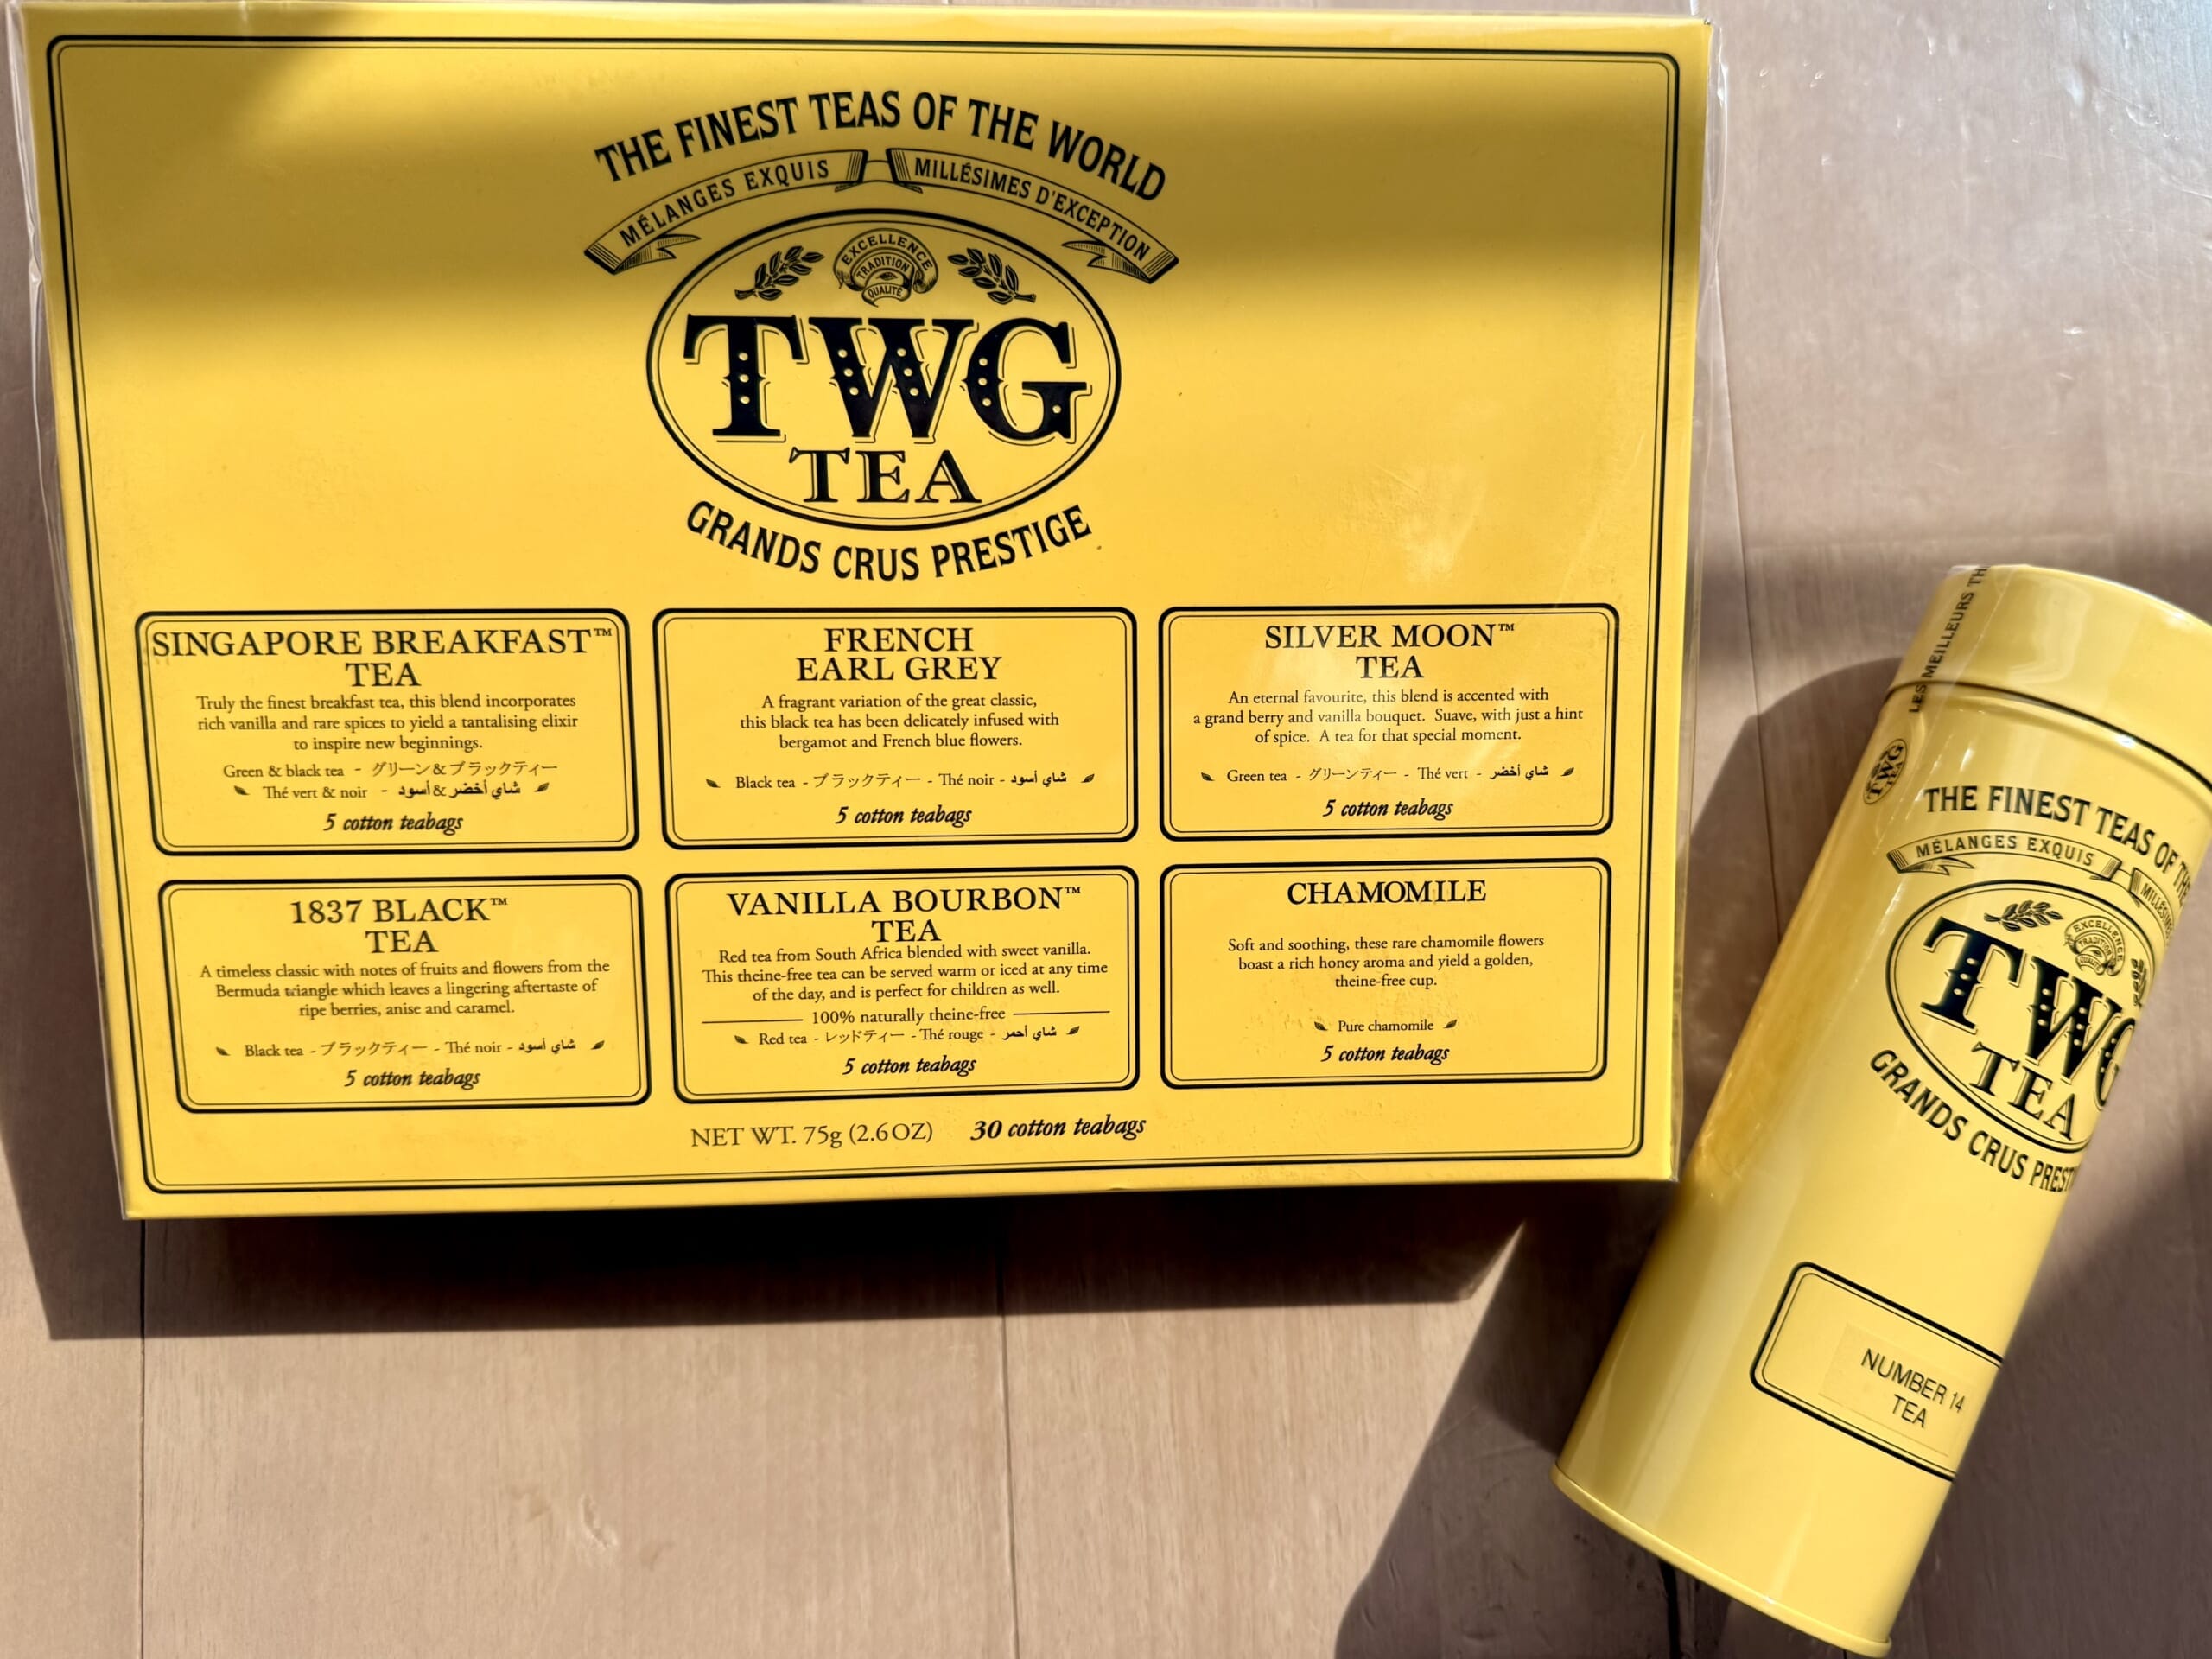 THE FINEST TEAS OF THE WORLD
MÉLANGES EXQUIS MILLÉSIMES D'EXCEPTION
EXCELLENCE
TRADITION
QUALITÉ
TWG
TEA
GRANDS CRUS PRESTIGE
SINGAPORE BREAKFAST™
TEA
Truly the finest breakfast tea, this blend incorporates
rich vanilla and rare spices to yield a tantalising elixir
to inspire new beginnings.
Green & black tea - グリーン&ブラックティー
Thé vert & noir - شاي أخضر & أسود
5 cotton teabags
FRENCH
EARL GREY
A fragrant variation of the great classic,
this black tea has been delicately infused with
bergamot and French blue flowers.
Black tea - ブラックティー - Thé noir - شاي أسود
5 cotton teabags
SILVER MOON™
TEA
An eternal favourite, this blend is accented with
a grand berry and vanilla bouquet. Suave, with just a hint
of spice. A tea for that special moment.
Green tea - グリーンティー - Thé vert - شاي أخضر
5 cotton teabags
1837 BLACK™
TEA
A timeless classic with notes of fruits and flowers from the
Bermuda triangle which leaves a lingering aftertaste of
ripe berries, anise and caramel.
Black tea - ブラックティー - Thé noir - شاي أسود
5 cotton teabags
VANILLA BOURBON™
TEA
Red tea from South Africa blended with sweet vanilla.
This theine-free tea can be served warm or iced at any time
of the day, and is perfect for children as well.
100% naturally theine-free
Red tea - レッドティー - Thé rouge - شاي أحمر
5 cotton teabags
CHAMOMILE
Soft and soothing, these rare chamomile flowers
boast a rich honey aroma and yield a golden,
theine-free cup.
Pure chamomile
5 cotton teabags
NET WT. 75g (2.6OZ) 30 cotton teabags
LES MEILLEURS TH
TWG
TEA
THE FINEST TEAS OF THE
MÉLANGES EXQUIS
EXCELLENCE
TRADITION
QUALITÉ
TWG
TEA
GRANDS CRUS PREST
NUMBER 14
TEA